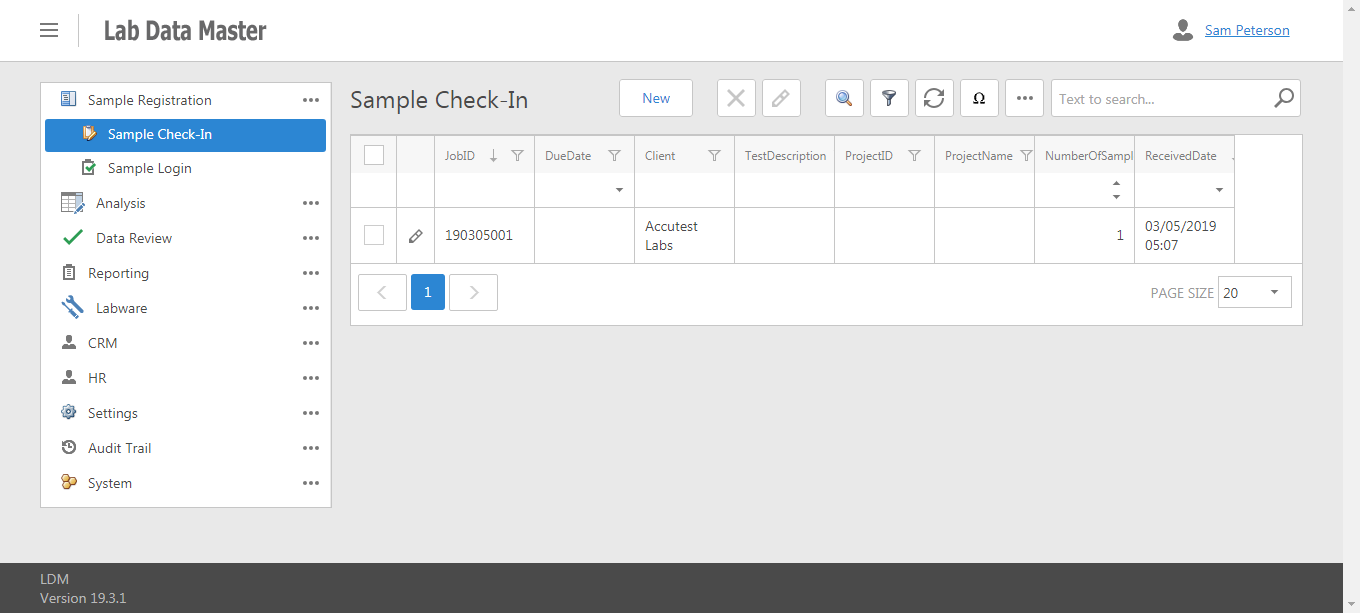 Lab Data Master
Sam Peterson
Sample Registration
Sample Check-In
Sample Login
Analysis
Data Review
Reporting
Labware
CRM
HR
Settings
Audit Trail
System
Sample Check-In
New
Ω
Text to search...
JobID DueDate Client TestDescription ProjectID ProjectName NumberOfSampl ReceivedDate
190305001 Accutest Labs 1 03/05/2019 05:07
1
PAGE SIZE 20
LDM
Version 19.3.1